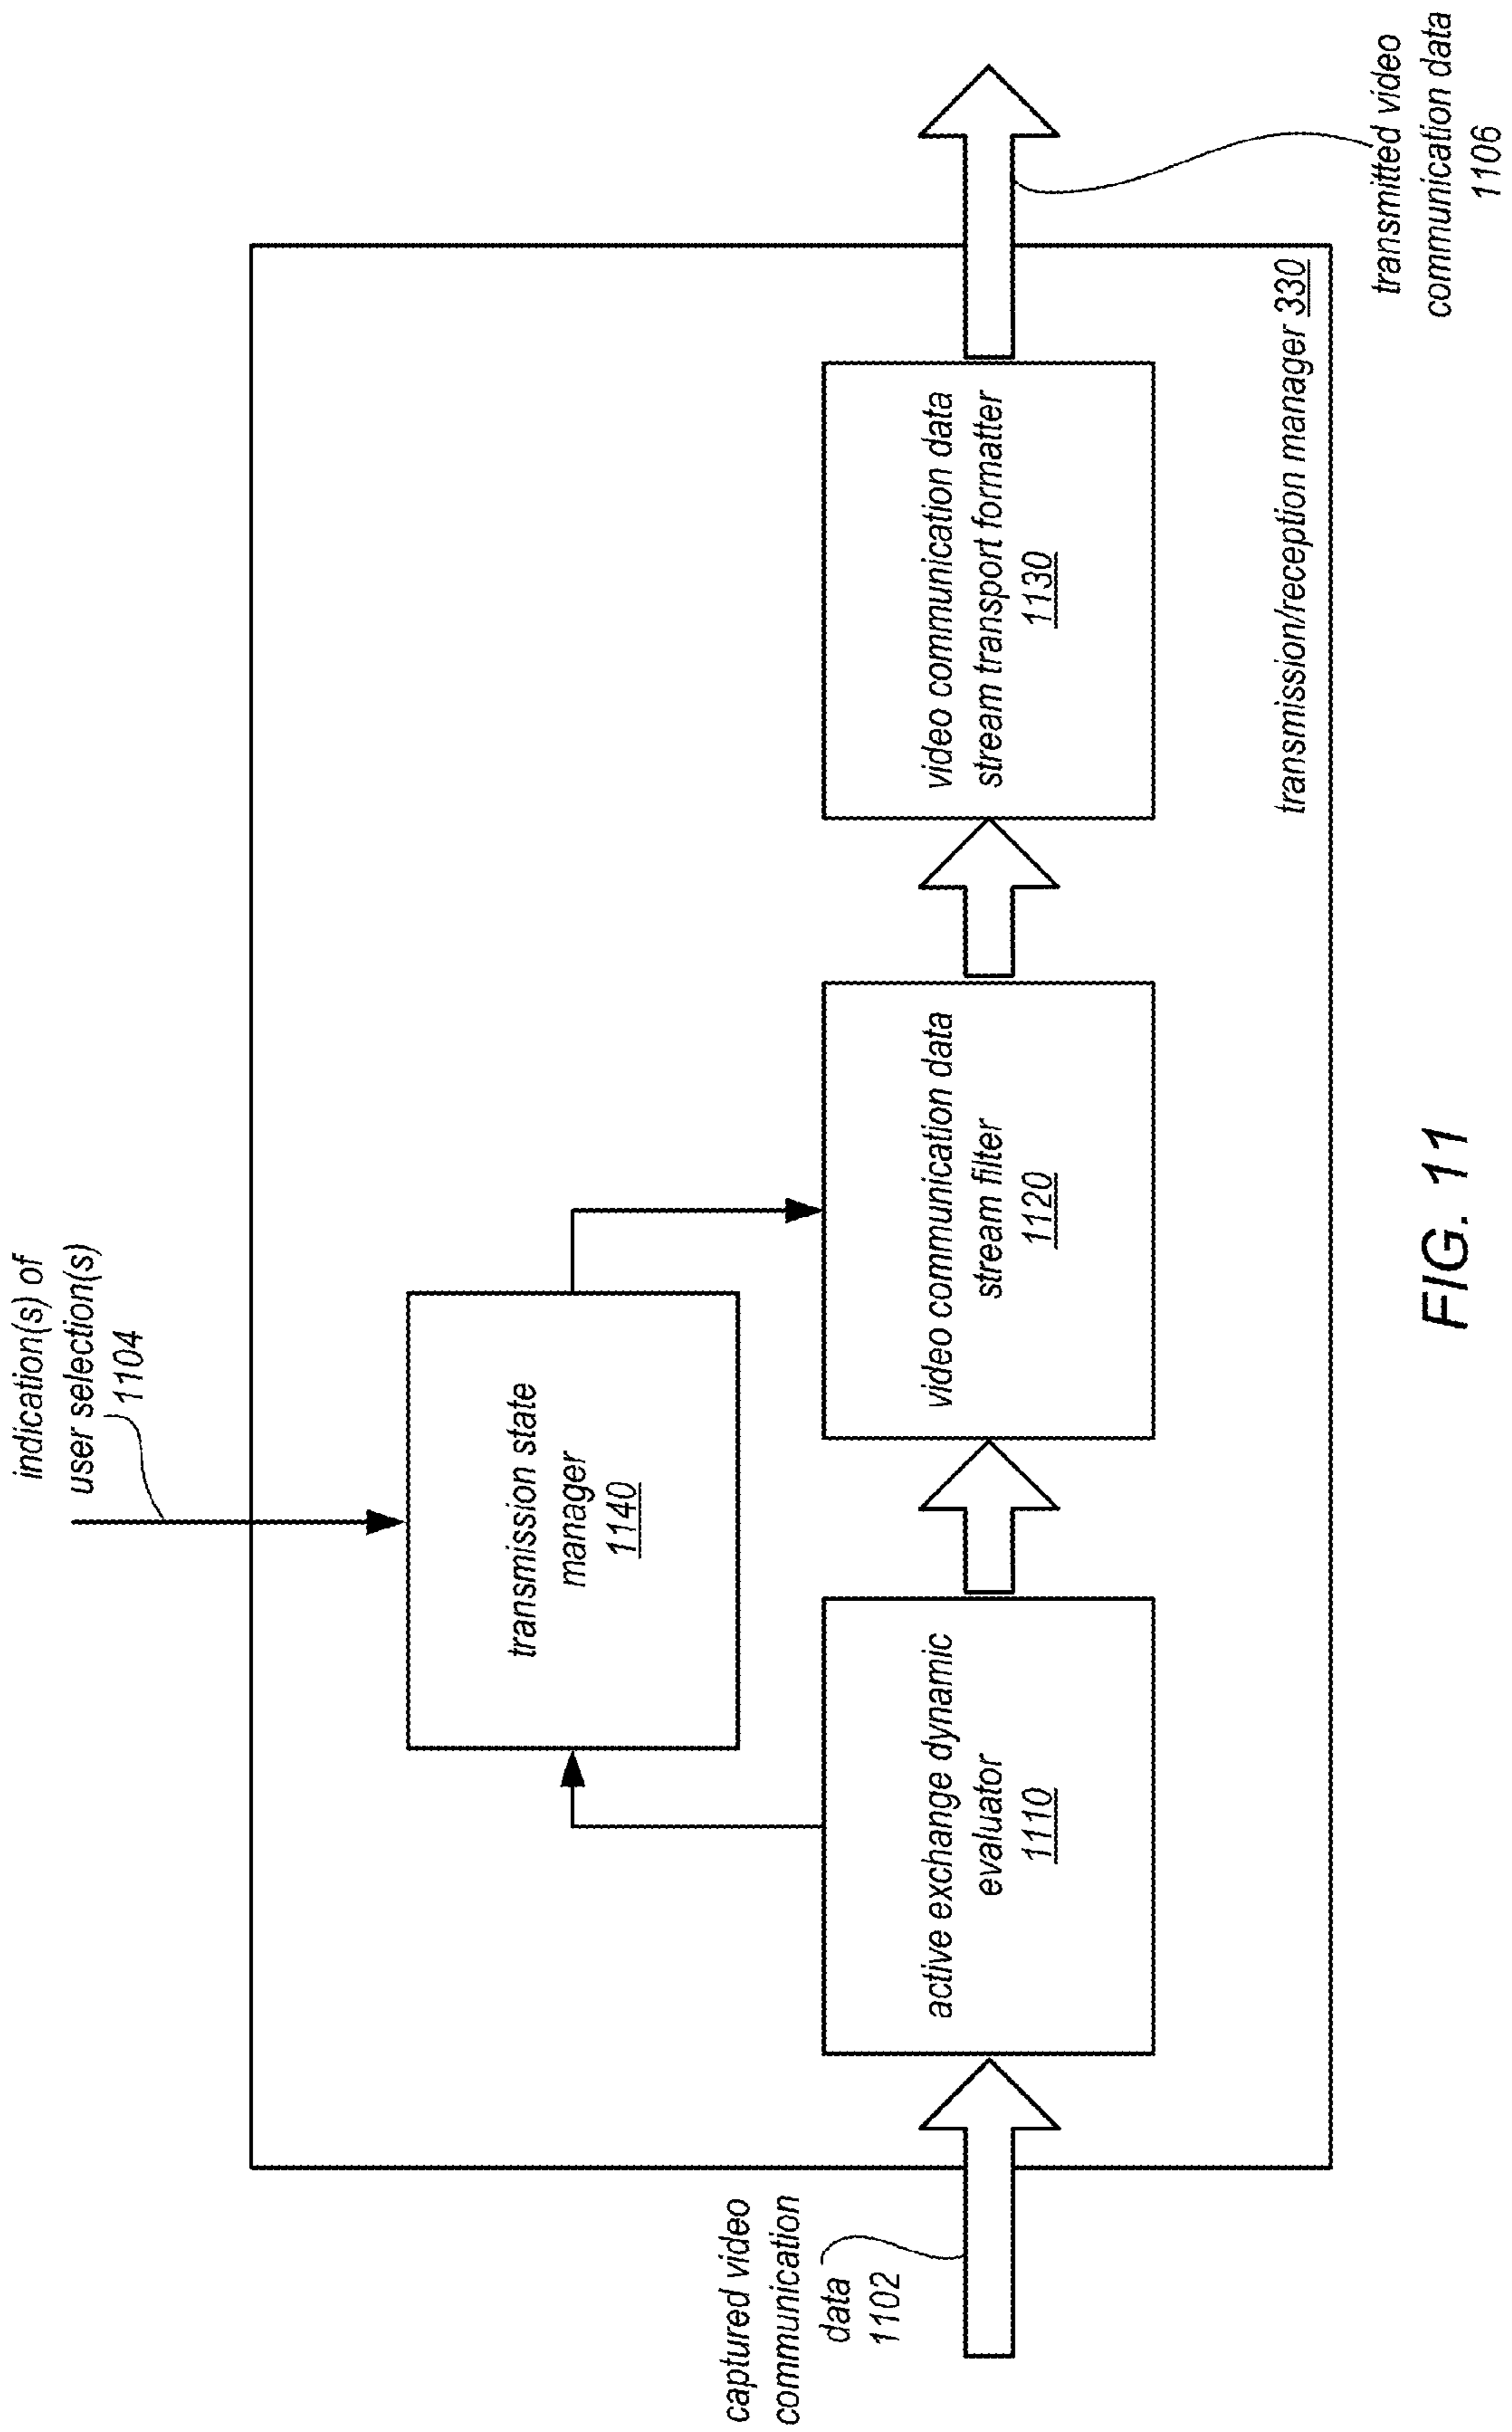 indication(s) of
user selection(s)
1104
transmission state
manager
1140
captured video
communication
data
1102
active exchange dynamic
evaluator
1110
video communication data
stream filter
1120
video communication data
stream transport formatter
1130
transmission/reception manager 330
transmitted video
communication data
1106
FIG. 11